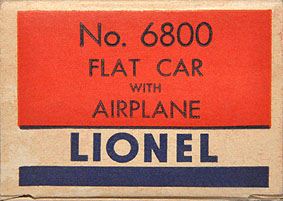 No. 6800
FLAT CAR
WITH
AIRPLANE
LIONEL